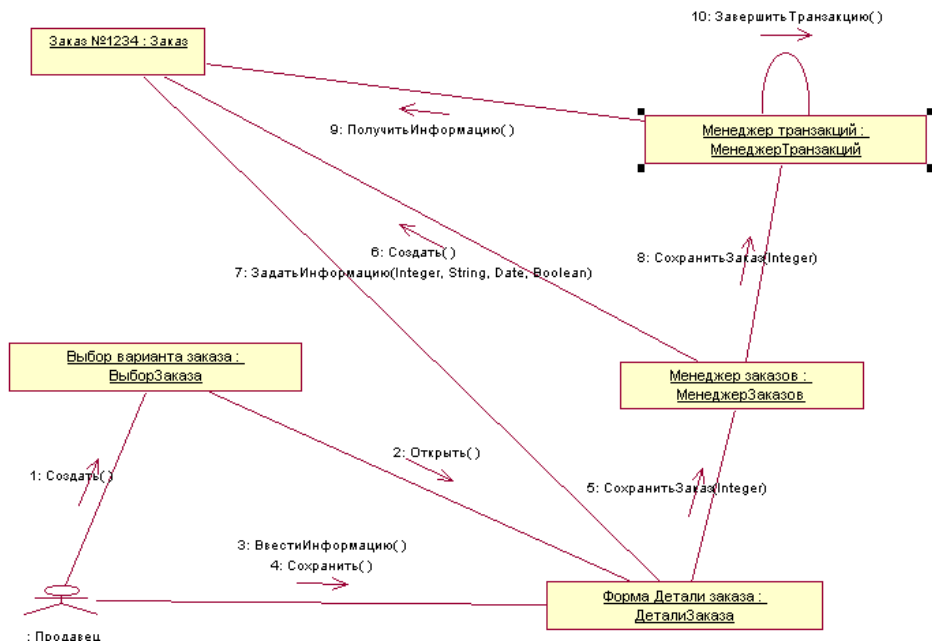 10: ЗавершитьТранзакцию( )
Заказ №1234 : Заказ
9: ПолучитьИнформацию( )
Менеджер транзакций :
МенеджерТранзакций
6: Создать( )
7: ЗадатьИнформацию(Integer, String, Date, Boolean)
8: СохранитьЗаказ(Integer)
Выбор варианта заказа :
ВыборЗаказа
Менеджер заказов :
МенеджерЗаказов
2: Открыть( )
1: Создать( )
5: СохранитьЗаказ(Integer)
3: ВвестиИнформацию( )
4: Сохранить( )
Форма Детали заказа :
ДеталиЗаказа
: Продавец